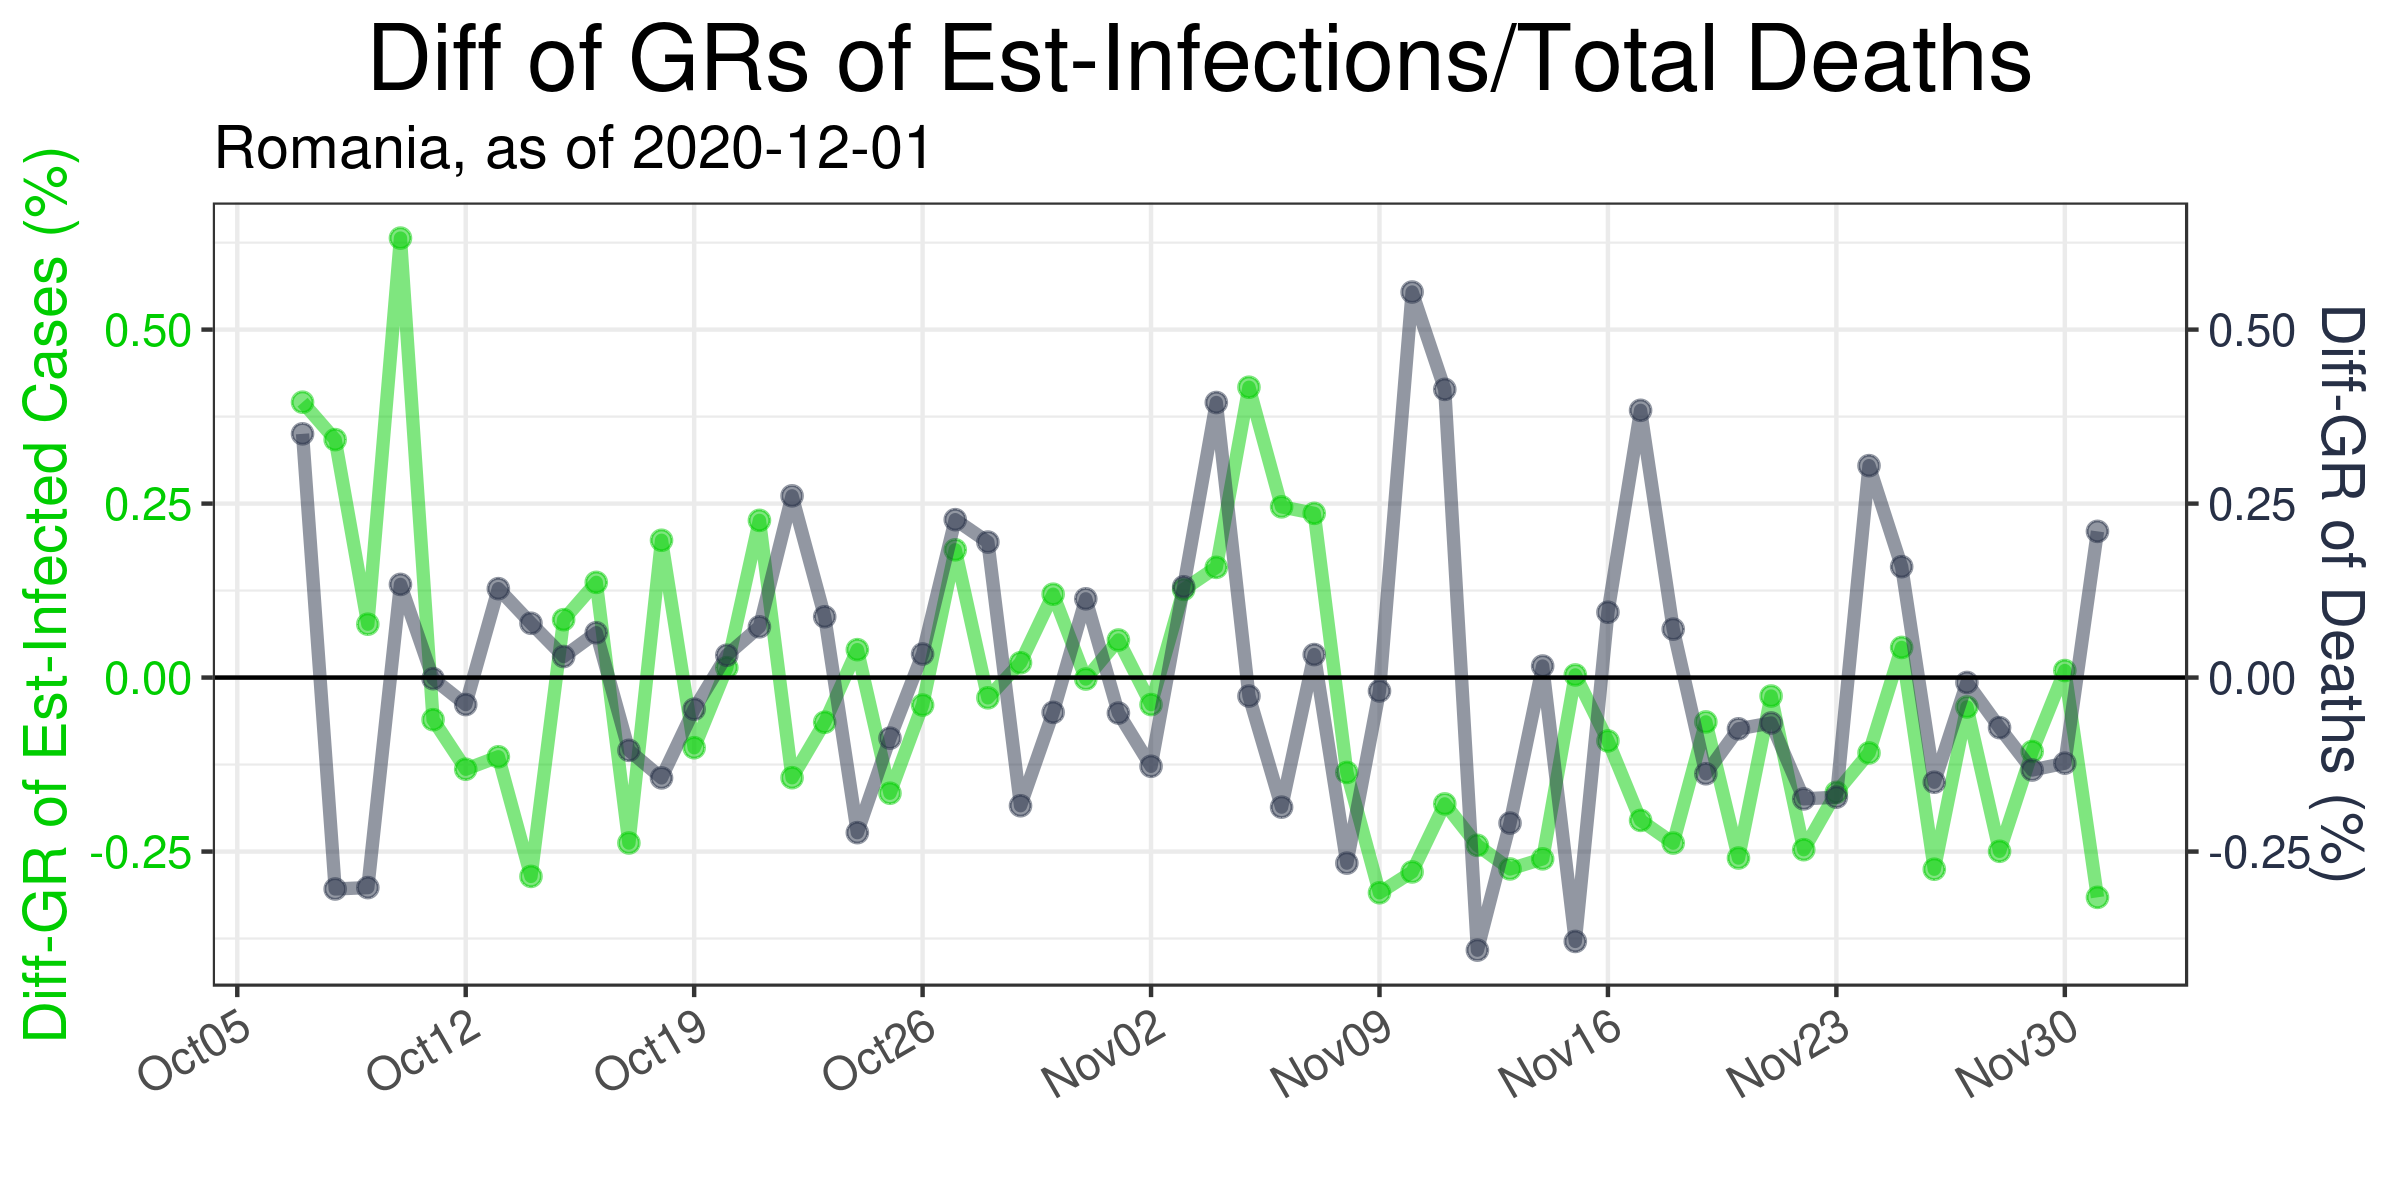 Diff of GRs of Est-Infections/Total Deaths
Romania, as of 2020-12-01
Diff-GR of Est-Infected Cases (%)
0.50
0.25
0.00
-0.25
0.50
0.25
0.00
-0.25
Diff-GR of Deaths (%)
Oct05
Oct12
Oct19
Oct26
Nov02
Nov09
Nov16
Nov23
Nov30